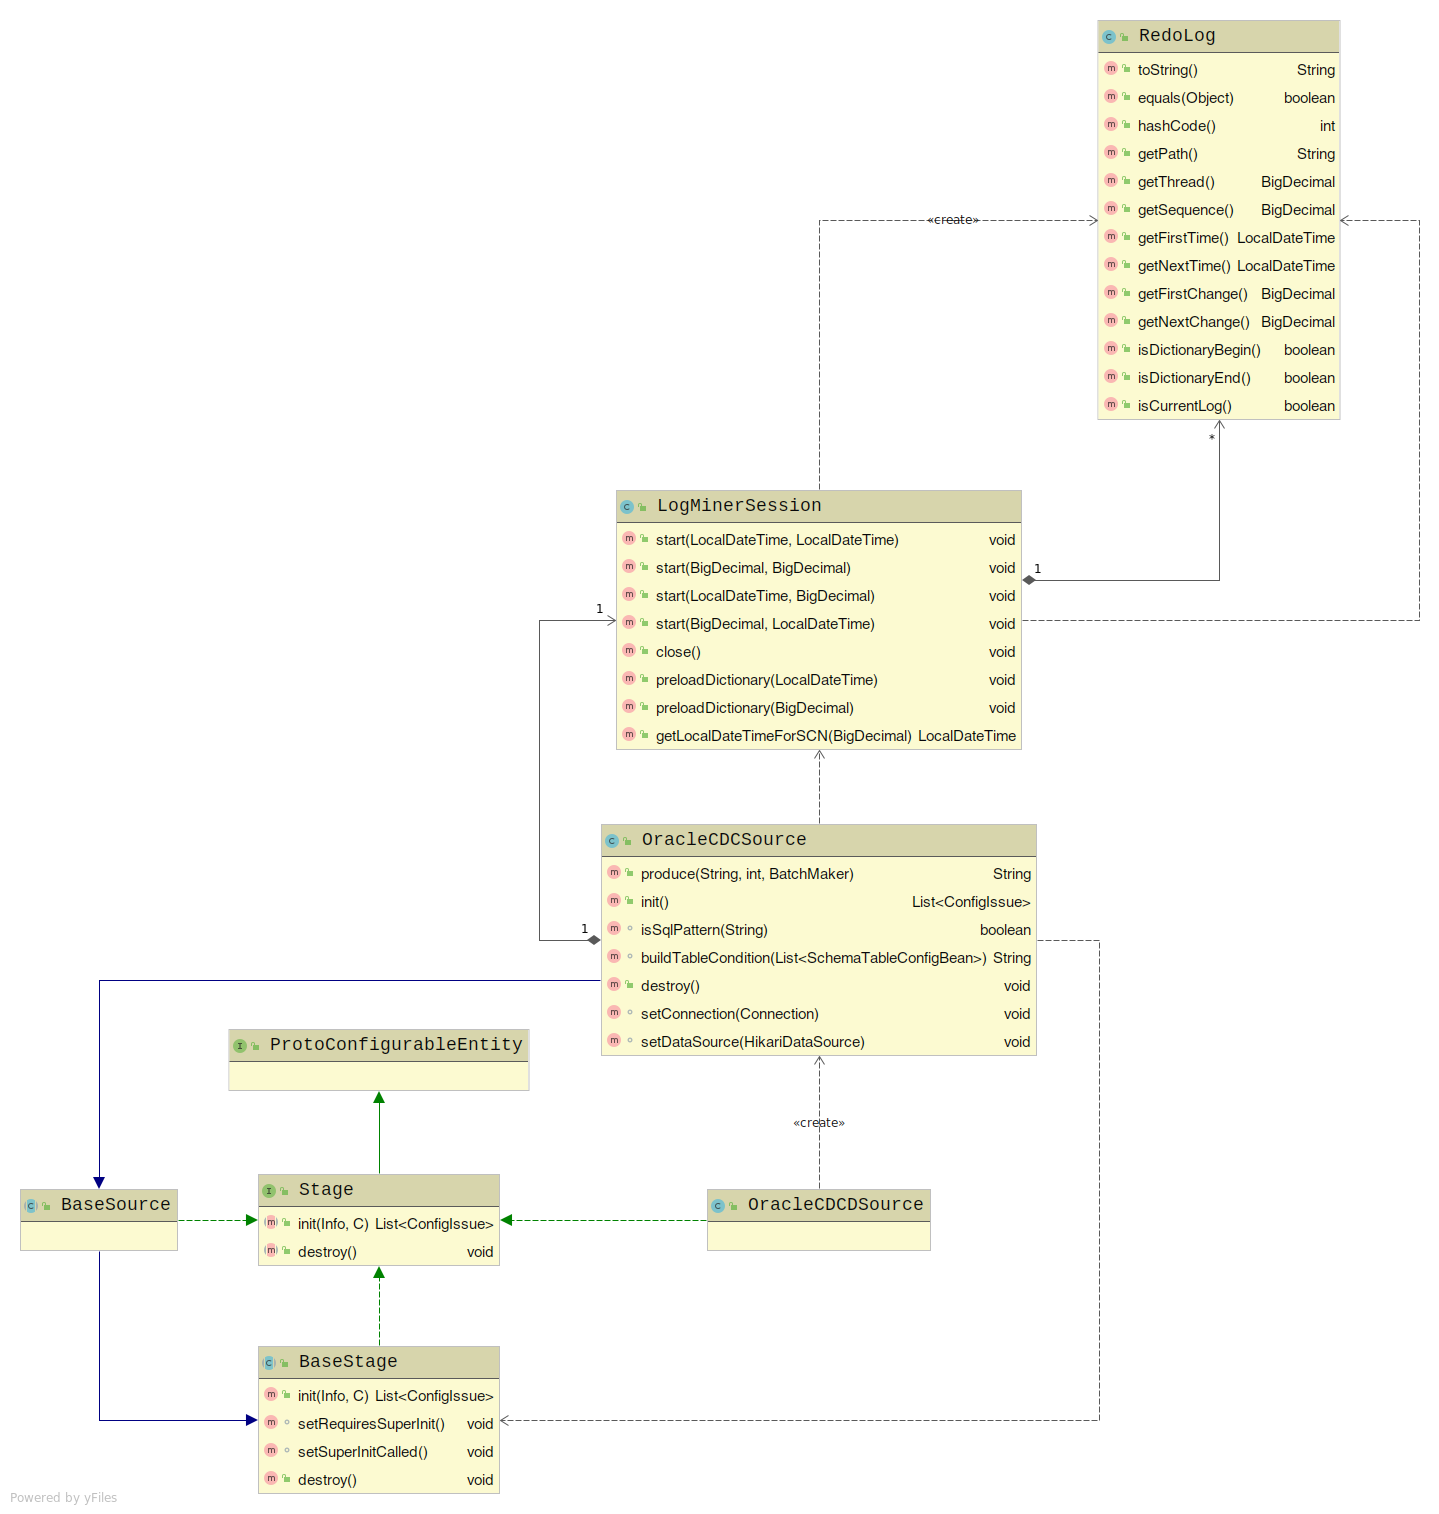 RedoLog
toString() String
equals(Object) boolean
hashCode() int
getPath() String
getThread() BigDecimal
getSequence() BigDecimal
«create»
getFirstTime() LocalDateTime
getNextTime() LocalDateTime
getFirstChange() BigDecimal
getNextChange() BigDecimal
isDictionaryBegin() boolean
isDictionaryEnd() boolean
isCurrentLog() boolean
*
LogMinerSession
start(LocalDateTime, LocalDateTime) void
start(BigDecimal, BigDecimal) void
1
start(LocalDateTime, BigDecimal) void
1
start(BigDecimal, LocalDateTime) void
close() void
preloadDictionary(LocalDateTime) void
preloadDictionary(BigDecimal) void
getLocalDateTimeForSCN(BigDecimal) LocalDateTime
OracleCDCSource
produce(String, int, BatchMaker) String
init() List<ConfigIssue>
1
isSqlPattern(String) boolean
buildTableCondition(List<SchemaTableConfigBean>) String
destroy() void
setConnection(Connection) void
setDataSource(HikariDataSource) void
ProtoConfigurableEntity
«create»
BaseSource
Stage
init(Info, C) List<ConfigIssue>
destroy() void
OracleCDCDSource
BaseStage
init(Info, C) List<ConfigIssue>
setRequiresSuperInit() void
setSuperInitCalled() void
destroy() void
Powered by yFiles